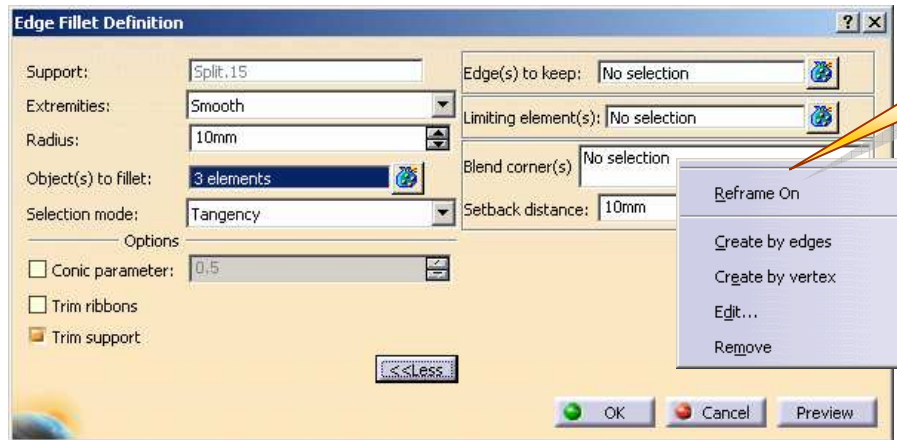 Edge Fillet Definition
? X
Support: Split.15
Extremities: Smooth
Radius: 10mm
Object(s) to fillet: 3 elements
Selection mode: Tangency
Options
Conic parameter: 0.5
Trim ribbons
Trim support
<<Less
Edge(s) to keep: No selection
Limiting element(s): No selection
Blend corner(s) No selection
Setback distance: 10mm
Reframe On
Create by edges
Create by vertex
Edit...
Remove
OK Cancel Preview